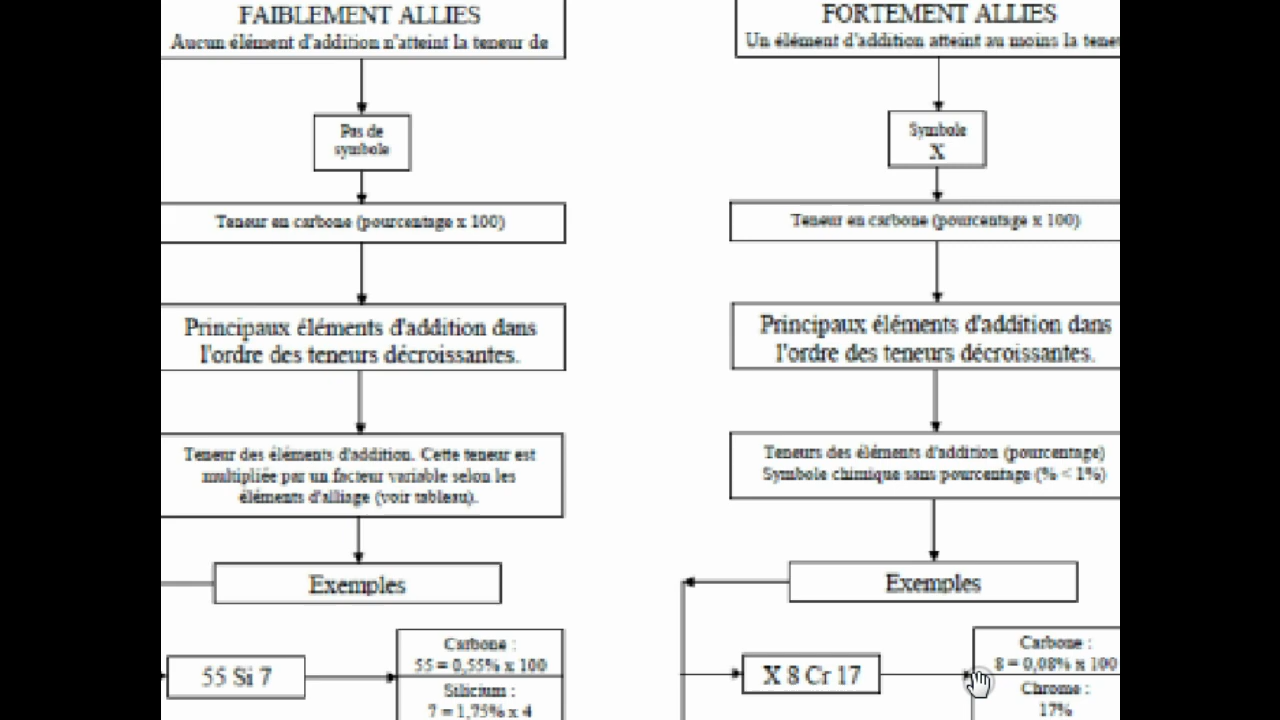 FAIBLEMENT ALLIES
Aucun élément d'addition n'atteint la teneur de
Pas de
symbole
Teneur en carbone (pourcentage x 100)
Principaux éléments d'addition dans
l'ordre des teneurs décroissantes.
Teneur des éléments d'addition. Cette teneur est
multipliée par un facteur variable selon les
éléments d'alliage (voir tableau).
Exemples
55 Si 7
Carbone :
55 = 0,55% x 100
Silicium :
7 = 1,75% x 4
FORTEMENT ALLIES
Un élément d'addition atteint au moins la
Symbole
X
Teneur en carbone (pourcentage x 100)
Principaux éléments d'addition dans
l'ordre des teneurs décroissantes.
Teneurs des éléments d'addition (pourcentage)
Symbole chimique sans pourcentage (% < 1%)
Exemples
X 8 Cr 17
Carbone :
8 = 0,08% x 100
Chrome :
17%